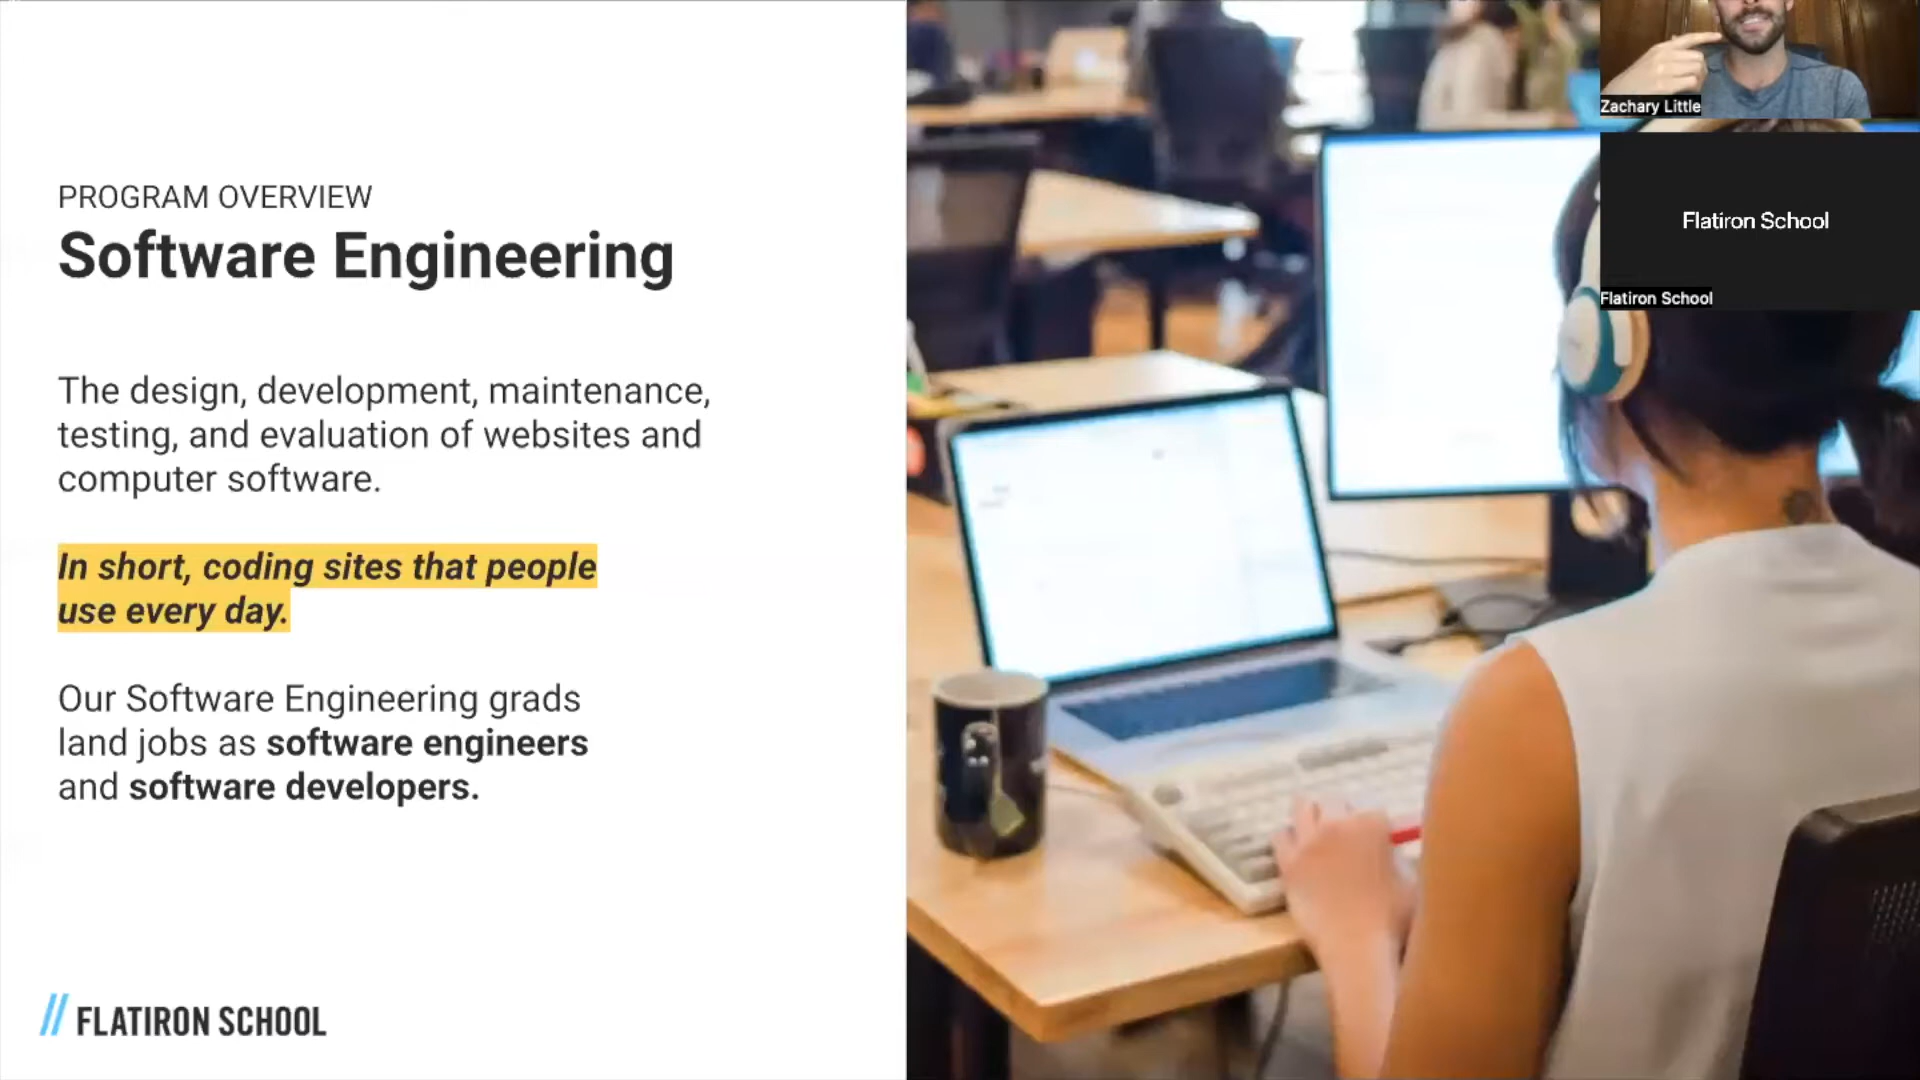 PROGRAM OVERVIEW
Software Engineering
The design, development, maintenance,
testing, and evaluation of websites and
computer software.
In short, coding sites that people
use every day.
Our Software Engineering grads
land jobs as software engineers
and software developers.
// FLATIRON SCHOOL
Zachary Little
Flatiron School
Flatiron School